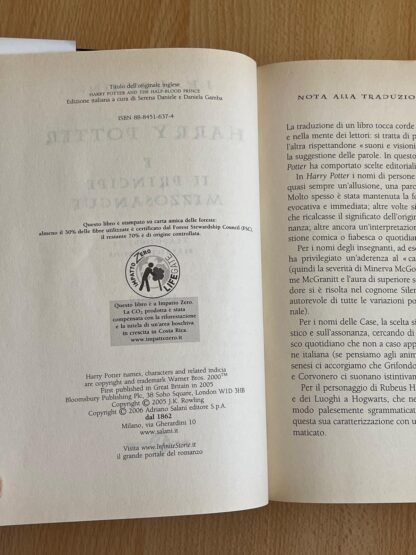 Titolo dell'originale inglese
HARRY POTTER AND THE HALF-BLOOD PRINCE
Edizione italiana a cura di Serena Daniele e Daniela Gamba
ISBN 88-8451-637-4
HARRY POTTER
E
IL PRINCIPE
MEZZOSANGUE
Questo libro è stampato su carta amica delle foreste:
almeno il 30% delle fibre utilizzate è certificato dal Forest Stewardship Council (FSC),
il restante 70% è di origine controllata.
IMPATTO ZERO
LIFEGATE
Questo libro è a Impatto Zero.
La CO2 prodotta è stata
compensata con la riforestazione
e la tutela di un'area boschiva
in crescita in Costa Rica.
www.impattozero.it
Harry Potter names, characters and related indicia
are copyright and trademark Warner Bros. 2000™
First published in Great Britain in 2005
Bloomsbury Publishing Plc, 38 Soho Square, London W1D 3HB
Copyright © 2005 J.K. Rowling
Copyright © 2006 Adriano Salani editore S.p.A.
dal 1862
Milano, via Gherardini 10
www.salani.it
Visita www.InfiniteStorie.it
il grande portale del romanzo
NOTA ALLA TRADUZIO
La traduzione di un libro tocca corde
e nella mente dei lettori: si tratta di p
l'altra rispettandone « suoni e visioni
la suggestione delle parole. In questo
Potter ha comportato scelte editoriali
In Harry Potter i nomi di persone
quasi sempre un'allusione, una parc
Molto spesso è stata mantenuta la fo
evocativa e immediata; altre volte si
che ricalcasse il significato dell'origin
nanza; altre ancora un'interpretazion
stione comica o fiabesca o quotidian
Per i nomi degli insegnanti, ad ese
ha privilegiato un'aderenza al « ca
(quindi la severità di Minerva McGo
me McGranitt e l'aura di superiore s
dore si è risolta nel cognome Silen
autorevole di tutte le variazioni po
nale).
Per i nomi delle Case, la scelta si
stico e sull'assonanza, cercando di
sco quotidiano che non a caso app
ne italiana (se pensiamo agli anim
senesi ci accorgiamo che Grifondo
e Corvonero ci suonano istintivam
Per il personaggio di Rubeus H
e dei Luoghi a Hogwarts, che ne
modo palesemente sgrammaticat
questa sua caratterizzazione con u
maticato.